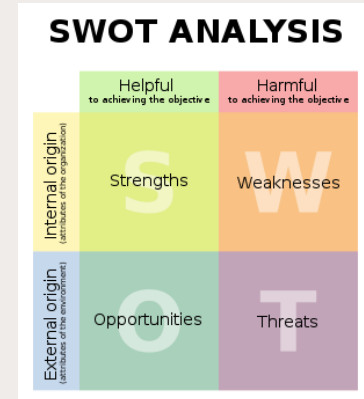 SWOT ANALYSIS
Helpful
to achieving the objective
Harmful
to achieving the objective
Internal origin
(attributes of the organization)
S
Strengths
W
Weaknesses
External origin
(attributes of the environment)
O
Opportunities
T
Threats